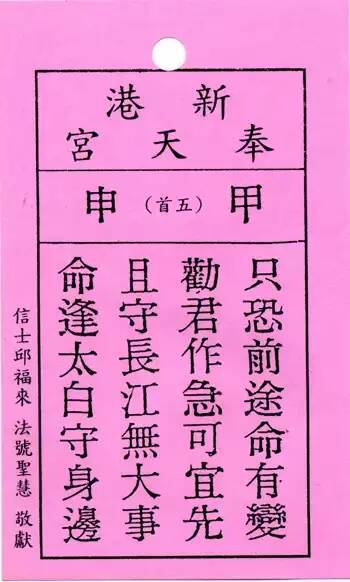 新港
奉天宮
甲（首五）申
只恐前途命有變
勸君作急可宜先
且守長江無大事
命逢太白守身邊
信士邱福來 法號聖慧 敬獻